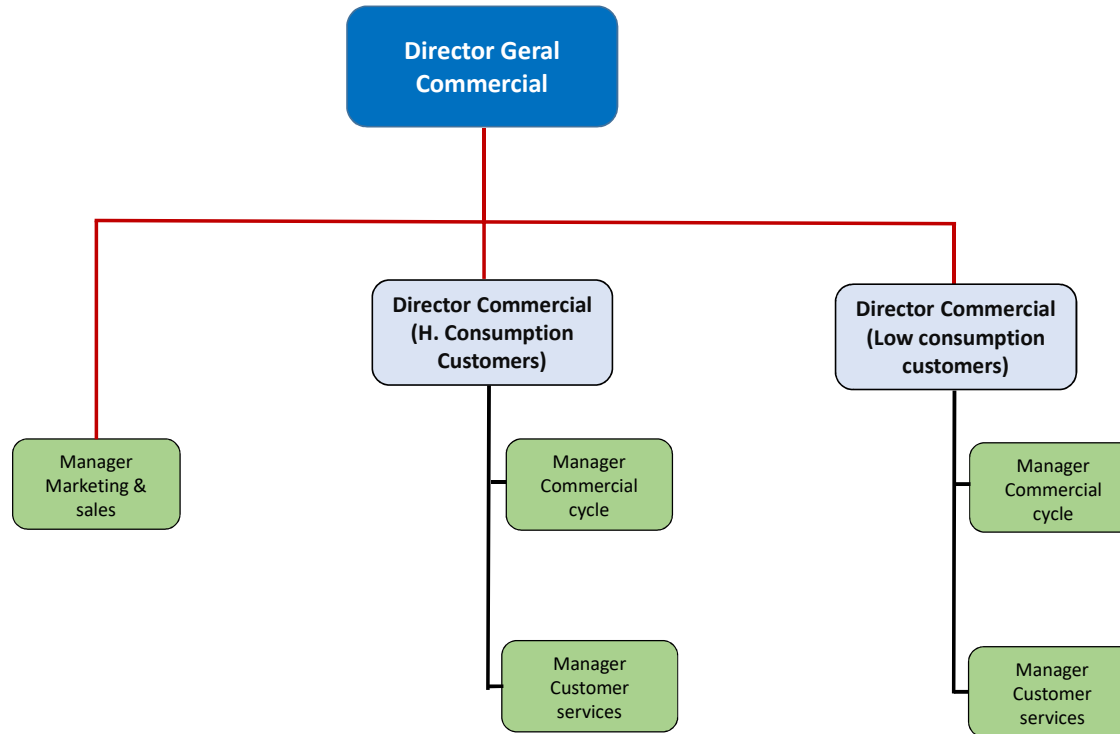 Director Geral
Commercial
Director Commercial
(H. Consumption
Customers)
Director Commercial
(Low consumption
customers)
Manager
Marketing &
sales
Manager
Commercial
cycle
Manager
Commercial
cycle
Manager
Customer
services
Manager
Customer
services